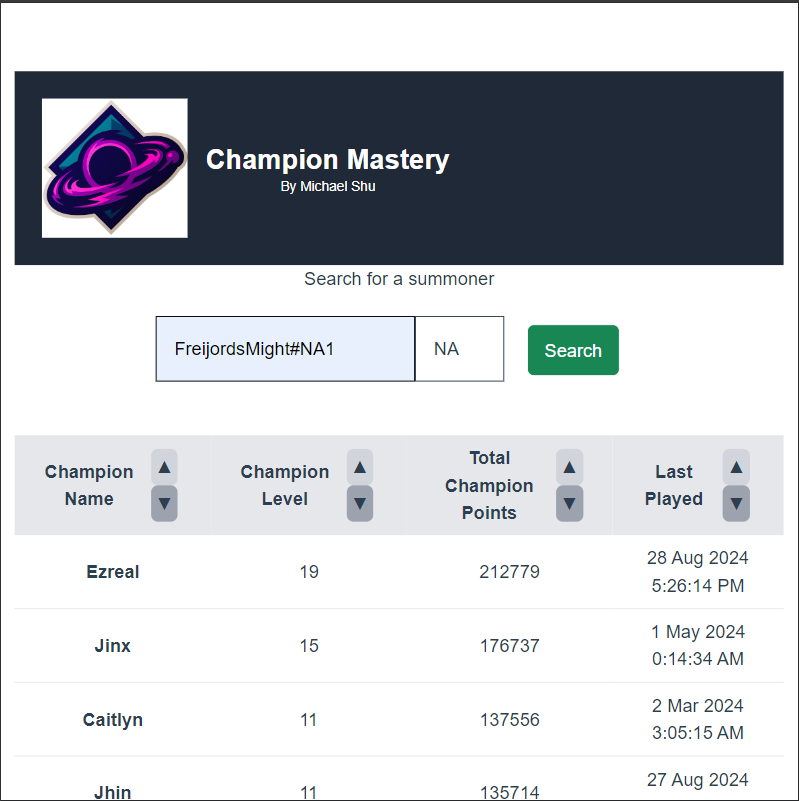 Champion Mastery
By Michael Shu
Search for a summoner
FreijordsMight#NA1
NA
Search
Champion Name ▲ ▼
Champion Level ▲ ▼
Total Champion Points ▲ ▼
Last Played ▲ ▼
Ezreal 19 212779 28 Aug 2024 5:26:14 PM
Jinx 15 176737 1 May 2024 0:14:34 AM
Caitlyn 11 137556 2 Mar 2024 3:05:15 AM
Jhin 11 135714 27 Aug 2024